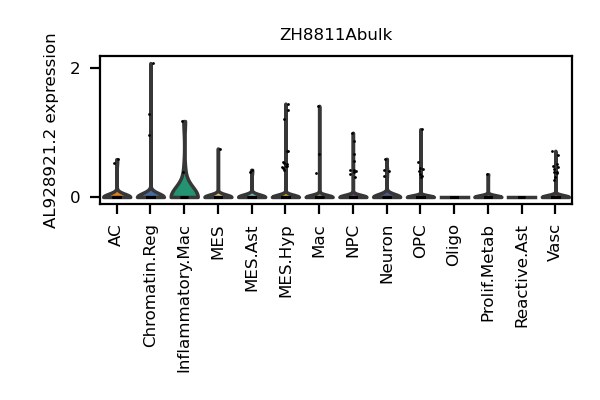 ZH8811Abulk
AL928921.2 expression
2
0
AC
Chromatin.Reg
Inflammatory.Mac
MES
MES.Ast
MES.Hyp
Mac
NPC
Neuron
OPC
Oligo
Prolif.Metab
Reactive.Ast
Vasc